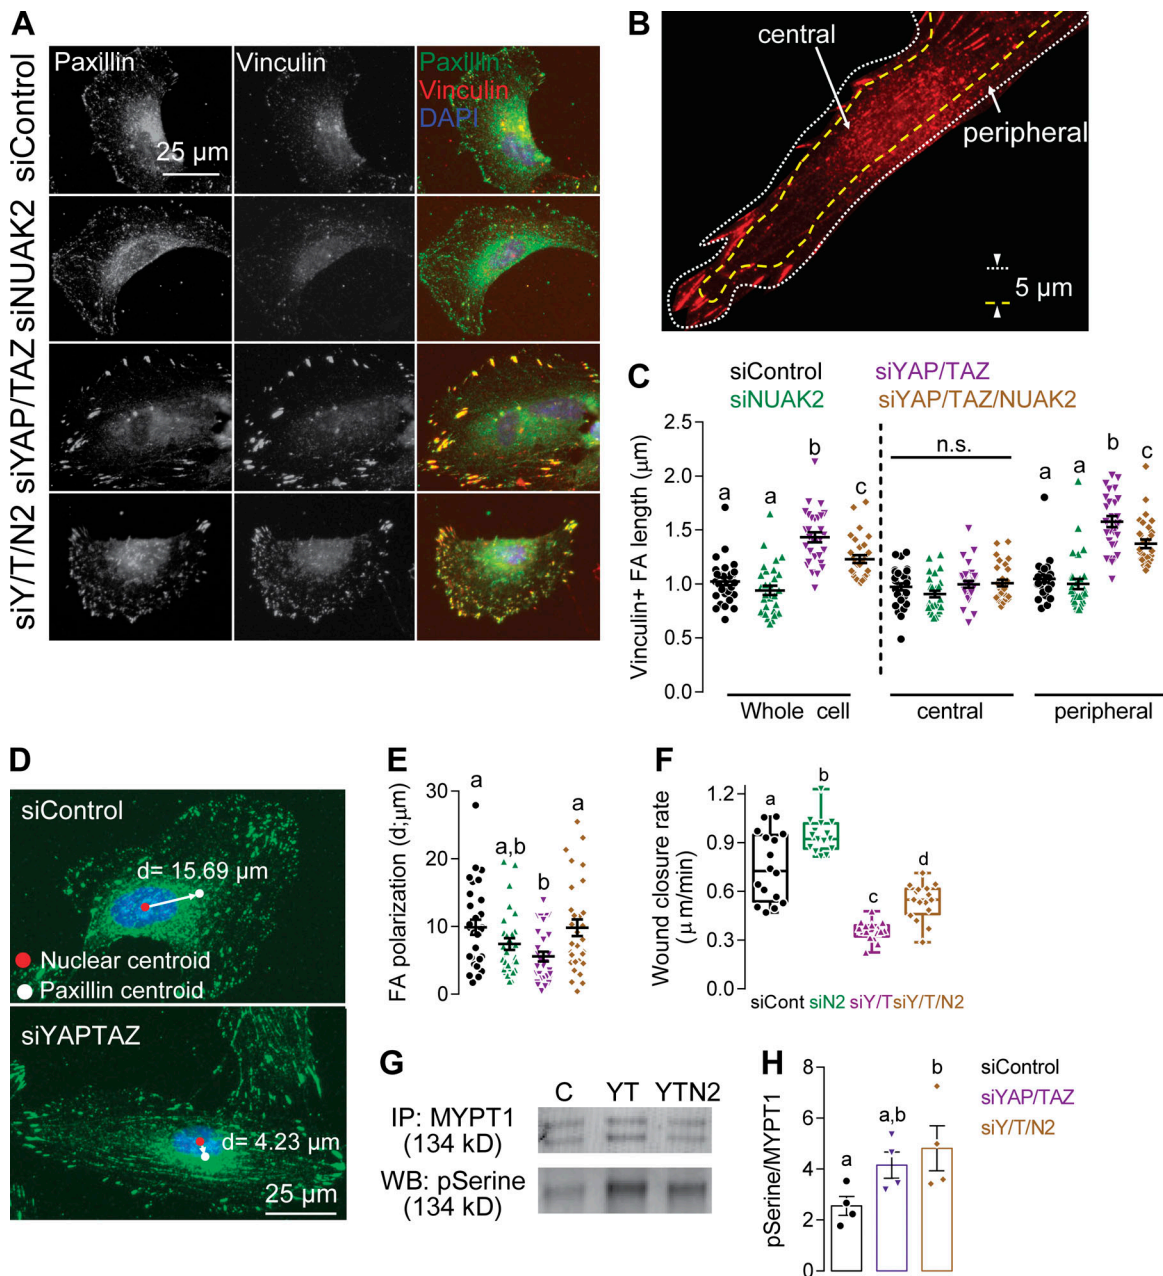 A
Paxillin
Vinculin
Paxillin
Vinculin
DAPI
25 µm
siControl
siNUAK2
siYAP/TAZ
siY/T/N2
B
central
peripheral
5 µm
C
siControl
siYAP/TAZ
siNUAK2
siYAP/TAZ/NUAK2
Vinculin+ FA length (µm)
2.5
2.0
1.5
1.0
0.5
0.0
a
a
b
c
n.s.
a
a
b
c
Whole cell
central
peripheral
D
siControl
d= 15.69 µm
Nuclear centroid
Paxillin centroid
siYAPTAZ
d= 4.23 µm
25 µm
E
FA polarization (d;µm)
30
20
10
0
a
a,b
b
a
F
Wound closure rate
(µ m/min)
1.2
0.9
0.6
0.3
0.0
a
b
c
d
siCont
siN2
siY/T
siY/T/N2
G
C YT YTN2
IP: MYPT1
(134 kD)
WB: pSerine
(134 kD)
H
pSerine/MYPT1
8
6
4
2
0
a
a,b
b
siControl
siYAP/TAZ
siY/T/N2